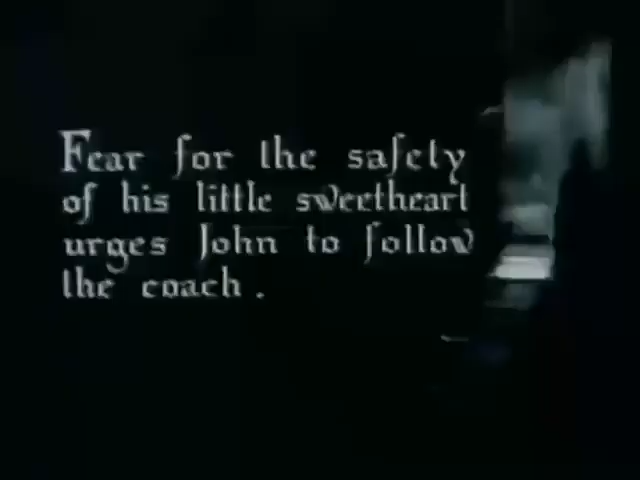 Fear for the safety
of his little sweetheart
urges John to follow
the coach.